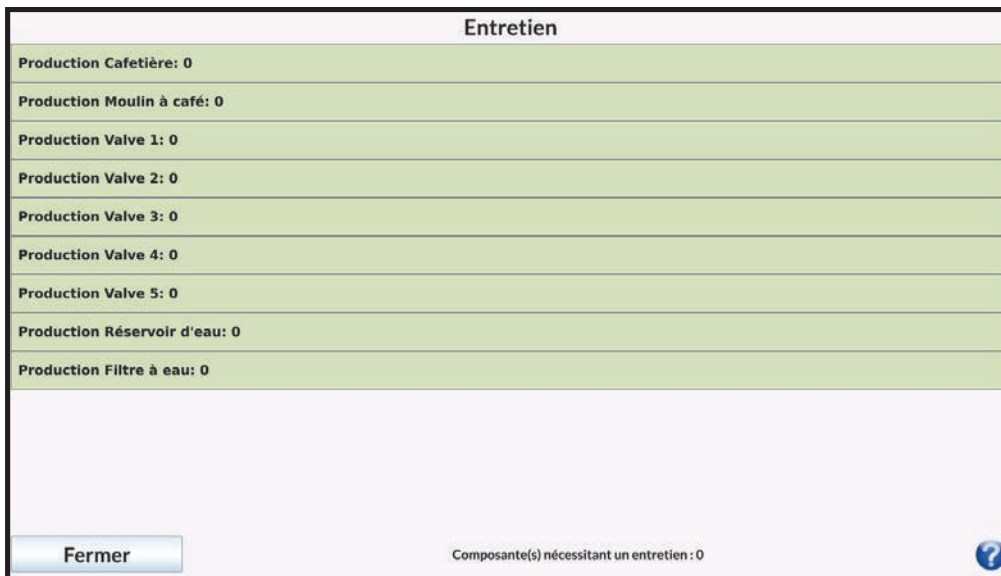 Entretien
Production Cafetière: 0
Production Moulin à café: 0
Production Valve 1: 0
Production Valve 2: 0
Production Valve 3: 0
Production Valve 4: 0
Production Valve 5: 0
Production Réservoir d'eau: 0
Production Filtre à eau: 0
Fermer
Composante(s) nécessitant un entretien : 0
?